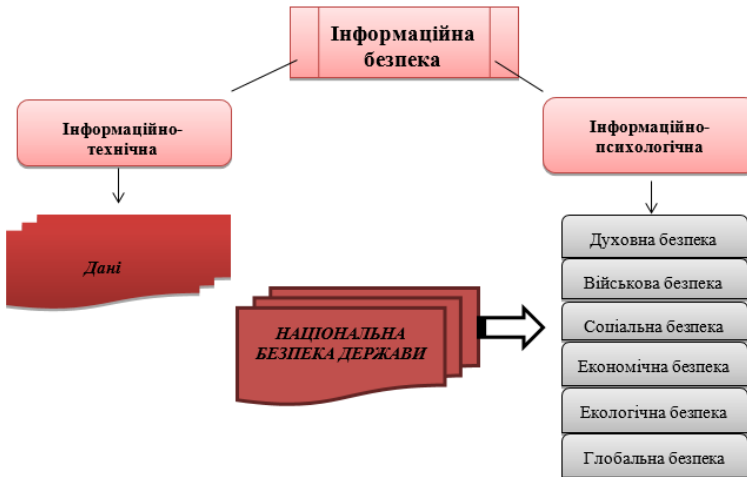 Інформаційна
безпека
Інформаційно-
технічна
Інформаційно-
психологічна
Дані
НАЦІОНАЛЬНА
БЕЗПЕКА ДЕРЖАВИ
Духовна безпека
Військова безпека
Соціальна безпека
Економічна безпека
Екологічна безпека
Глобальна безпека